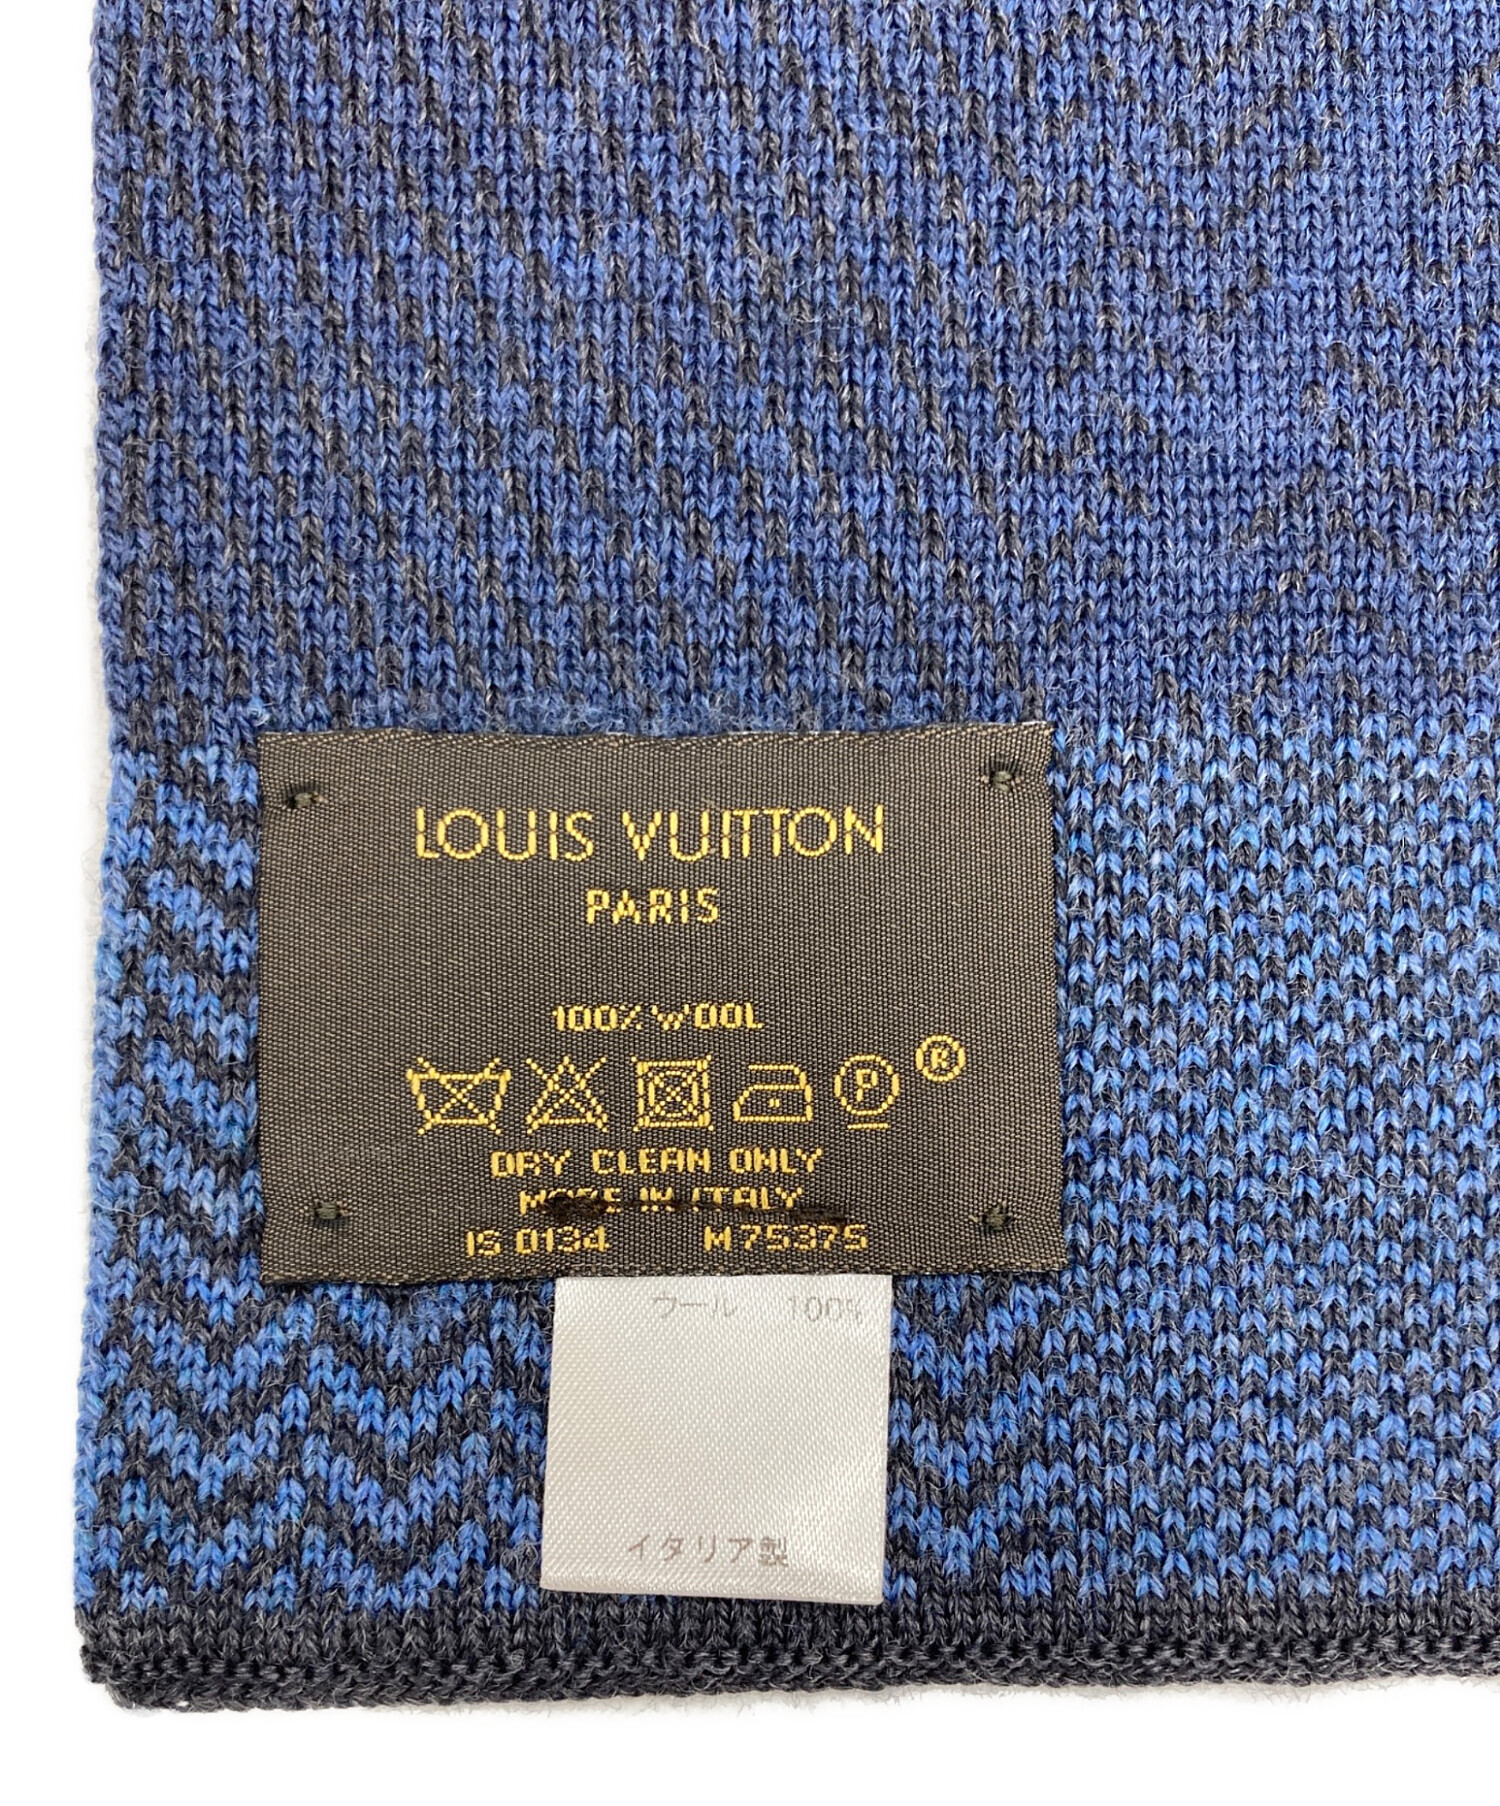 LOUIS VUITTON
PARIS
100% WOOL
P ®
DRY CLEAN ONLY
MADE IN ITALY
IS 0134 M75375
ウール 100%
イタリア製